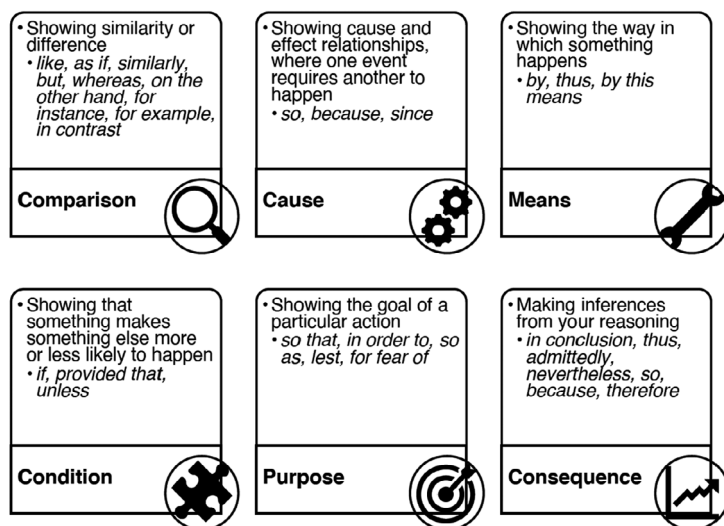 • Showing similarity or
difference
• like, as if, similarly,
but, whereas, on the
other hand, for
instance, for example,
in contrast
Comparison
• Showing cause and
effect relationships,
where one event
requires another to
happen
• so, because, since
Cause
• Showing the way in
which something
happens
• by, thus, by this
means
Means
• Showing that
something makes
something else more
or less likely to happen
• if, provided that,
unless
Condition
• Showing the goal of a
particular action
• so that, in order to, so
as, lest, for fear of
Purpose
• Making inferences
from your reasoning
• in conclusion, thus,
admittedly,
nevertheless, so,
because, therefore
Consequence